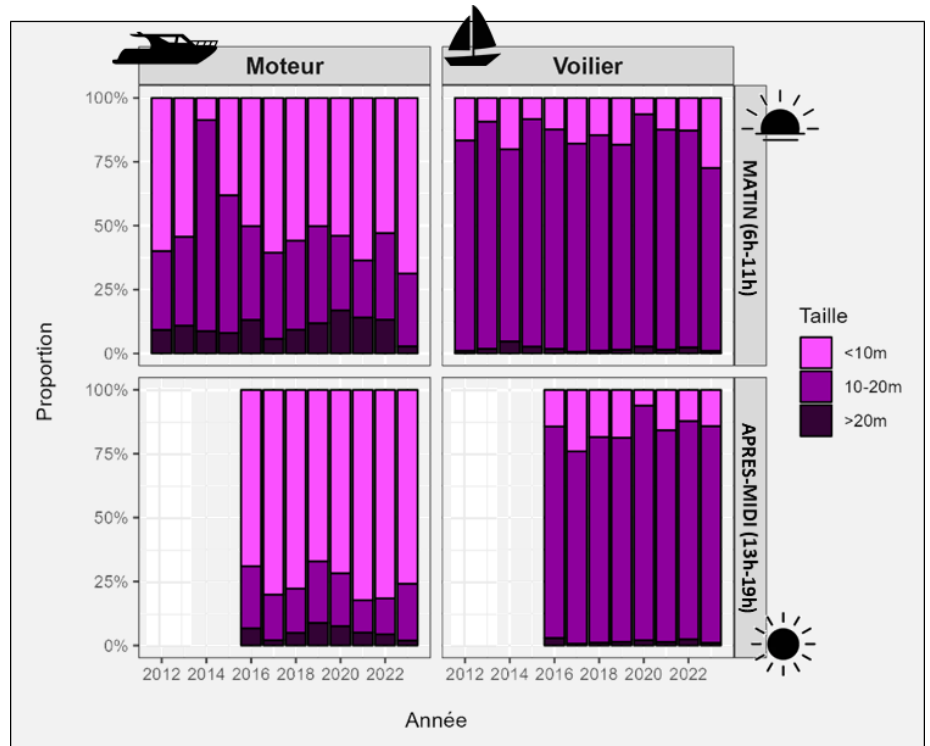 Moteur
Voilier
100%
75%
50%
25%
0%
MATIN (6h-11h)
100%
75%
50%
25%
0%
APRES-MIDI (13h-19h)
2012 2014 2016 2018 2020 2022
2012 2014 2016 2018 2020 2022
Proportion
Année
Taille
<10m
10-20m
>20m